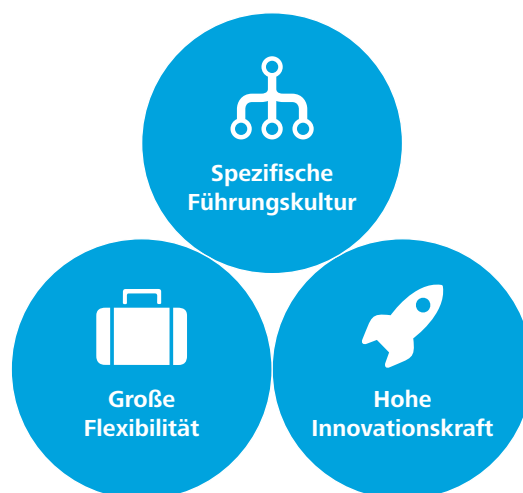 Spezifische
Führungskultur
Große
Flexibilität
Hohe
Innovationskraft